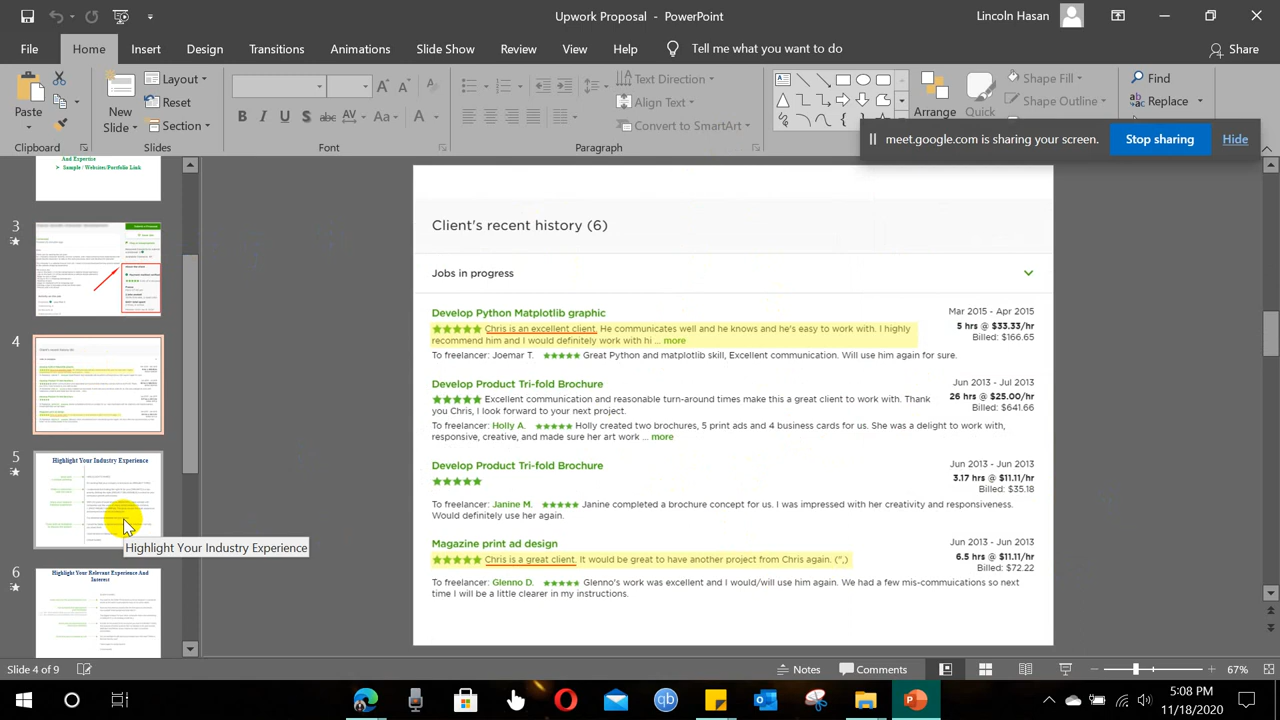 Upwork Proposal - PowerPoint
Lincoln Hasan
File Home Insert Design Transitions Animations Slide Show Review View Help Tell me what you want to do Share
Paste
New Slide
Layout
Reset
Section
Text Direction
Align Text
Convert to SmartArt
Arrange
Quick
Shape Fill
Shape Outline
Find
Replace
Clipboard Slides Font Paragraph
meet.google.com is sharing your screen. Stop sharing Hide
And Expertise
Sample / Websites/Portfolio Link
3
4
5
Highlight Your Industry Experience
Highlight Your Industry Experience
6
Highlight Your Relevant Experience And
Interest
Client's recent history (6)
Jobs in progress
Develop Python Matplotlib graphic Mar 2015 - Apr 2015
Chris is an excellent client. He communicates well and he knows and he's easy to work with. I highly 5 hrs @ $33.33/hr
recommend him and I would definitely work with hi ... more Billed: $166.65
To freelancer: Joemar T. Great Python and matplotlib skill, Exellent communication. Will use him again for sure.
Develop Product Tri-fold Brochure Jun 2013 - Jul 2013
Excellent communication and reasonable turn-around times made for a great client to work with. Thank 26 hrs @ $25.00/hr
you Chris, I look forward to your next project. Billed: $641.66
To freelancer: Holly A. Holly created two brochures, 5 print ads and 4 business cards for us. She was a delight to work with,
responsive, creative, and made sure her art work ... more
Develop Product Tri-fold Brochure Jun 2013 - Jun 2013
3.17 hrs @ $11.11/hr
Billed: $35.18
To freelancer: Janine M. Janine completed a brochure concept for us. I was impressed with her creativity and responsiveness.
Would definitely use her again.
Magazine print ad design Jun 2013 - Jun 2013
Chris is a great client. It would be great to have another project from Chris again (".) 6.5 hrs @ $11.11/hr
Billed: $72.22
To freelancer: Glenno D. Glenno's work was excellent and I would/will use him again. We had a few mis-commuications so next
time I will be a little clearer in my instructions.
Slide 4 of 9
Notes Comments 67%
5:08 PM
11/18/2020